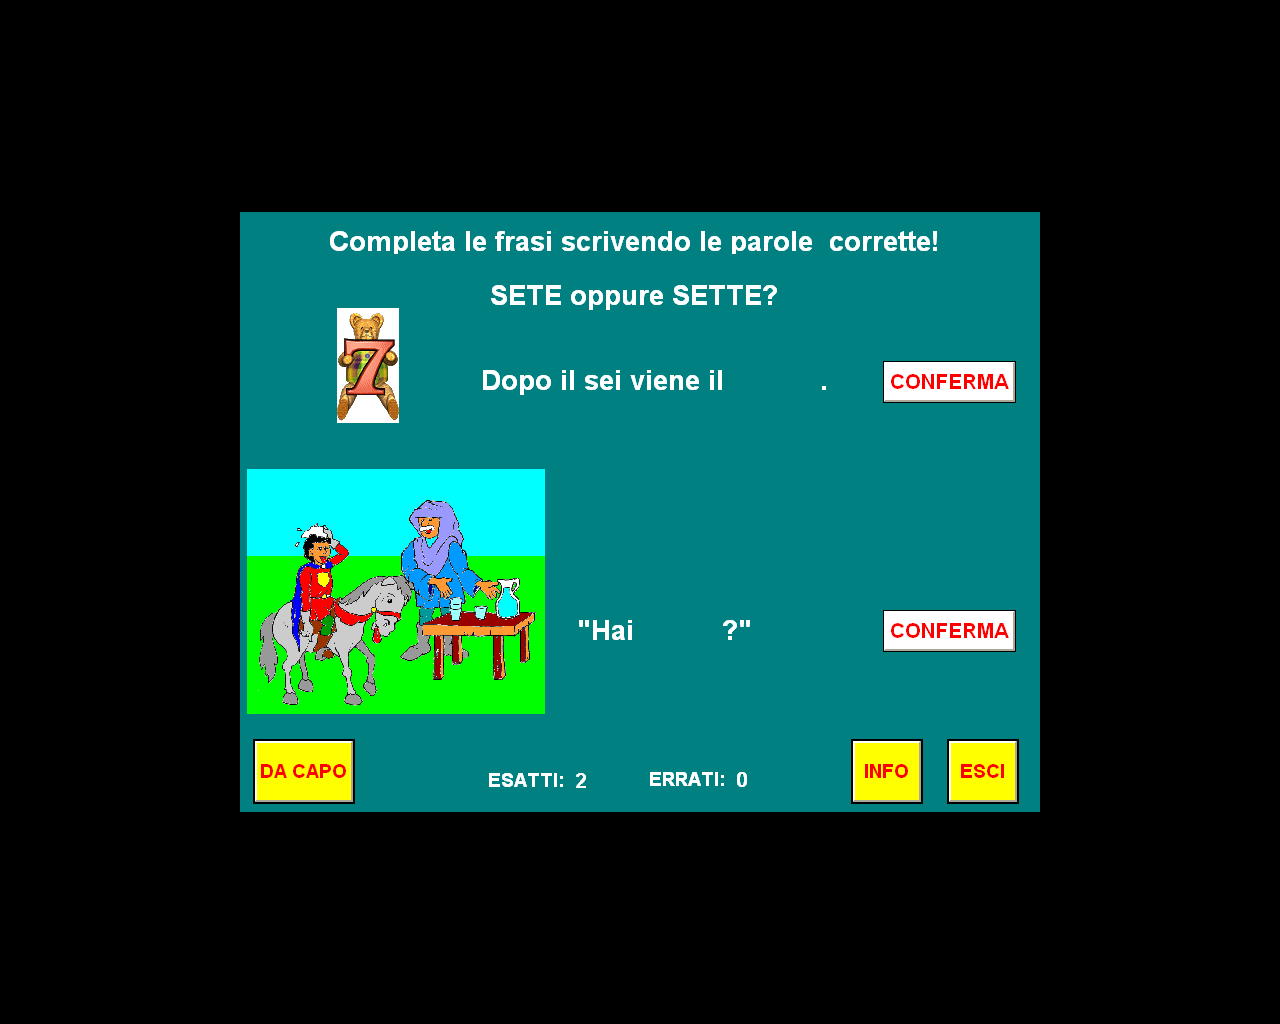 Completa le frasi scrivendo le parole  corrette!
SETE oppure SETTE?
7
Dopo il sei viene il .
CONFERMA
"Hai ?"
CONFERMA
DA CAPO
ESATTI: 2
ERRATI: 0
INFO
ESCI